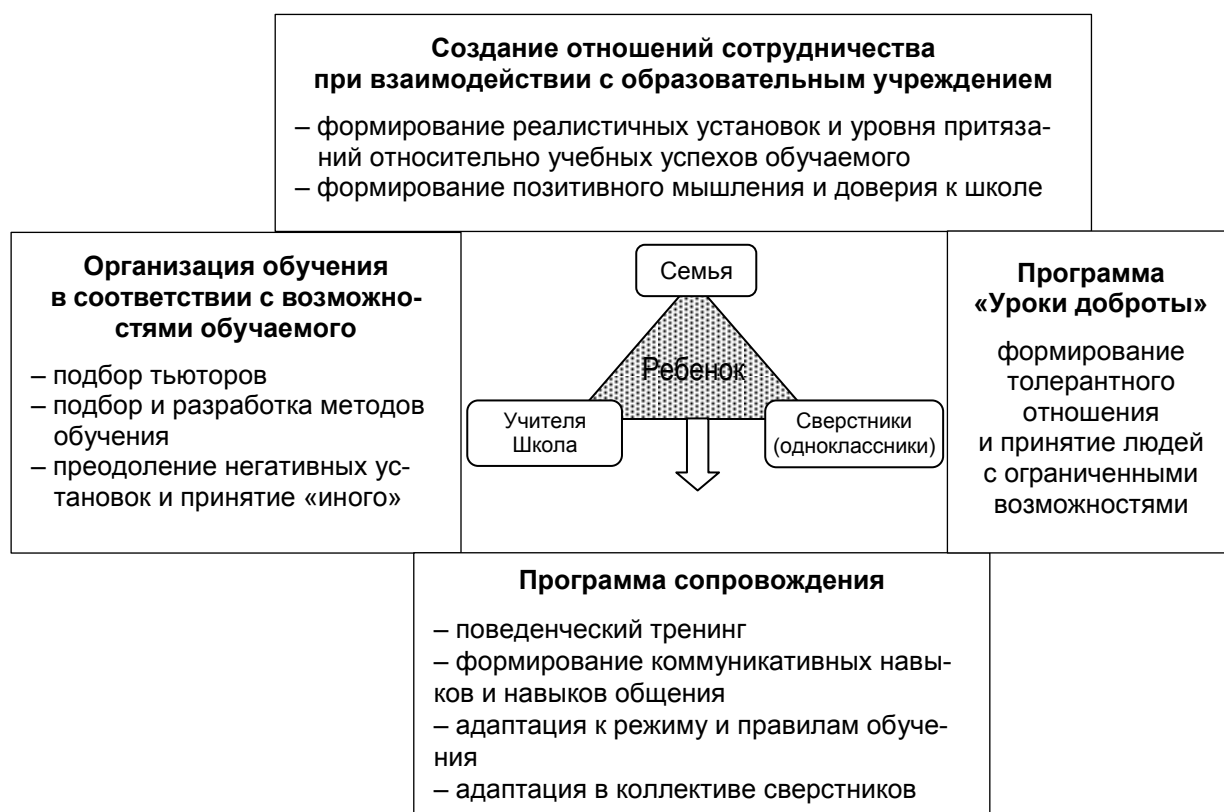 Создание отношений сотрудничества
при взаимодействии с образовательным учреждением
– формирование реалистичных установок и уровня притяза-
ний относительно учебных успехов обучаемого
– формирование позитивного мышления и доверия к школе
Организация обучения
в соответствии с возможно-
стями обучаемого
– подбор тьюторов
– подбор и разработка методов
обучения
– преодоление негативных ус-
тановок и принятие «иного»
Семья
Ребенок
Учителя
Школа
Сверстники
(одноклассники)
Программа
«Уроки доброты»
формирование
толерантного
отношения
и принятие людей
с ограниченными
возможностями
Программа сопровождения
– поведенческий тренинг
– формирование коммуникативных навы-
ков и навыков общения
– адаптация к режиму и правилам обуче-
ния
– адаптация в коллективе сверстников